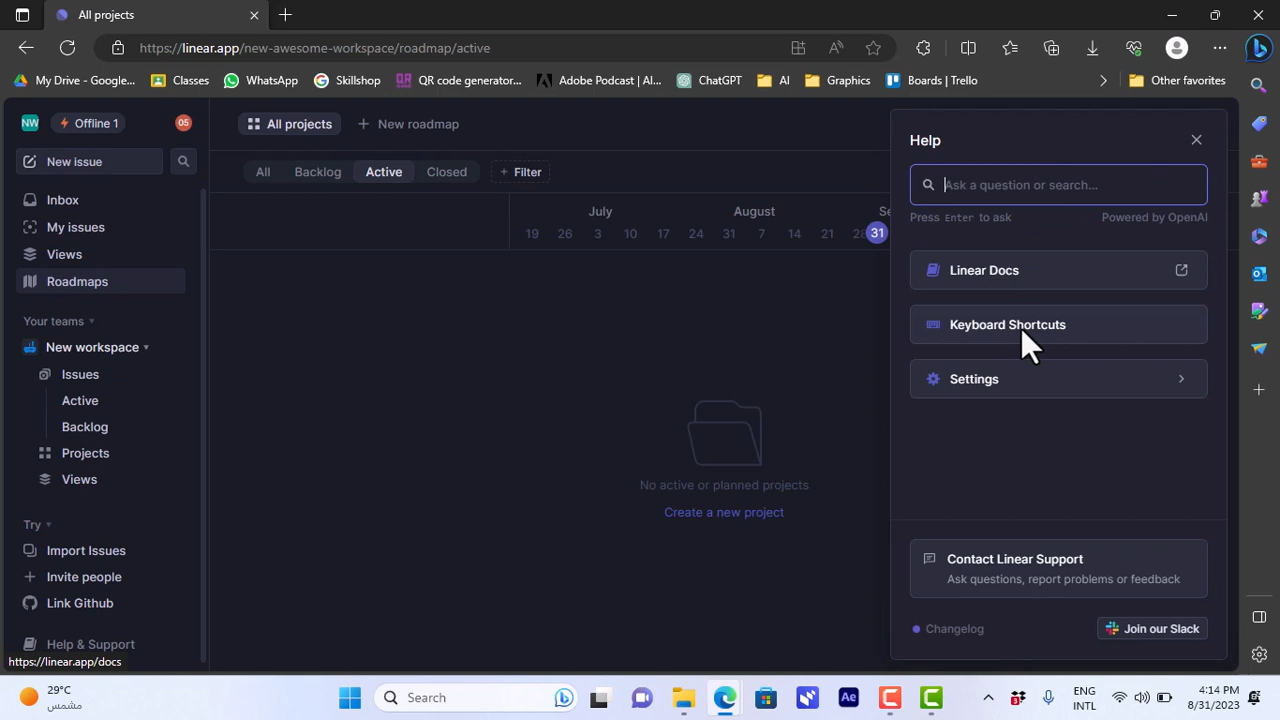 All projects
https://linear.app/new-awesome-workspace/roadmap/active
My Drive - Google...
Classes
WhatsApp
Skillshop
QR code generator...
Adobe Podcast | AI...
ChatGPT
AI
Graphics
Boards | Trello
Other favorites
NW
Offline 1
05
All projects
New roadmap
Help
New issue
All
Backlog
Active
Closed
+ Filter
Ask a question or search...
Press Enter to ask
Powered by OpenAI
Inbox
My issues
Views
Roadmaps
July
August
Se
19 26 3 10 17 24 31 7 14 21 28 31
Linear Docs
Keyboard Shortcuts
Settings
Your teams
New workspace
Issues
Active
Backlog
Projects
Views
No active or planned projects
Create a new project
Try
Import Issues
Invite people
Link Github
Help & Support
https://linear.app/docs
Contact Linear Support
Ask questions, report problems or feedback
Changelog
Join our Slack
29°C
مشمس
Search
Ae
ENG
INTL
4:14 PM
8/31/2023